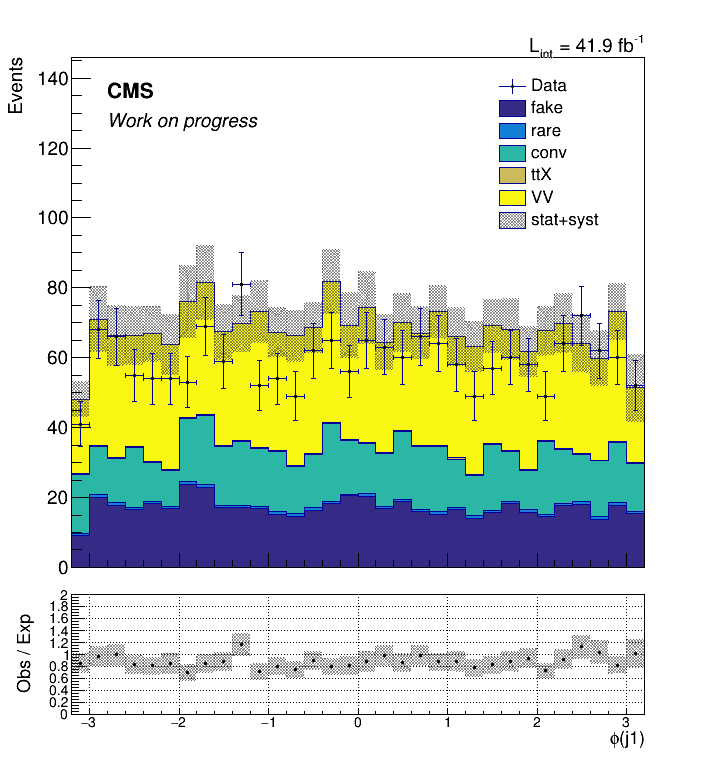 L_int = 41.9 fb^-1
Events
140
120
100
80
60
40
20
0
CMS
Work on progress
Data
fake
rare
conv
ttX
VV
stat+syst
Obs / Exp
2
1.8
1.6
1.4
1.2
1
0.8
0.6
0.4
0.2
0
−3 −2 −1 0 1 2 3
ϕ(j1)